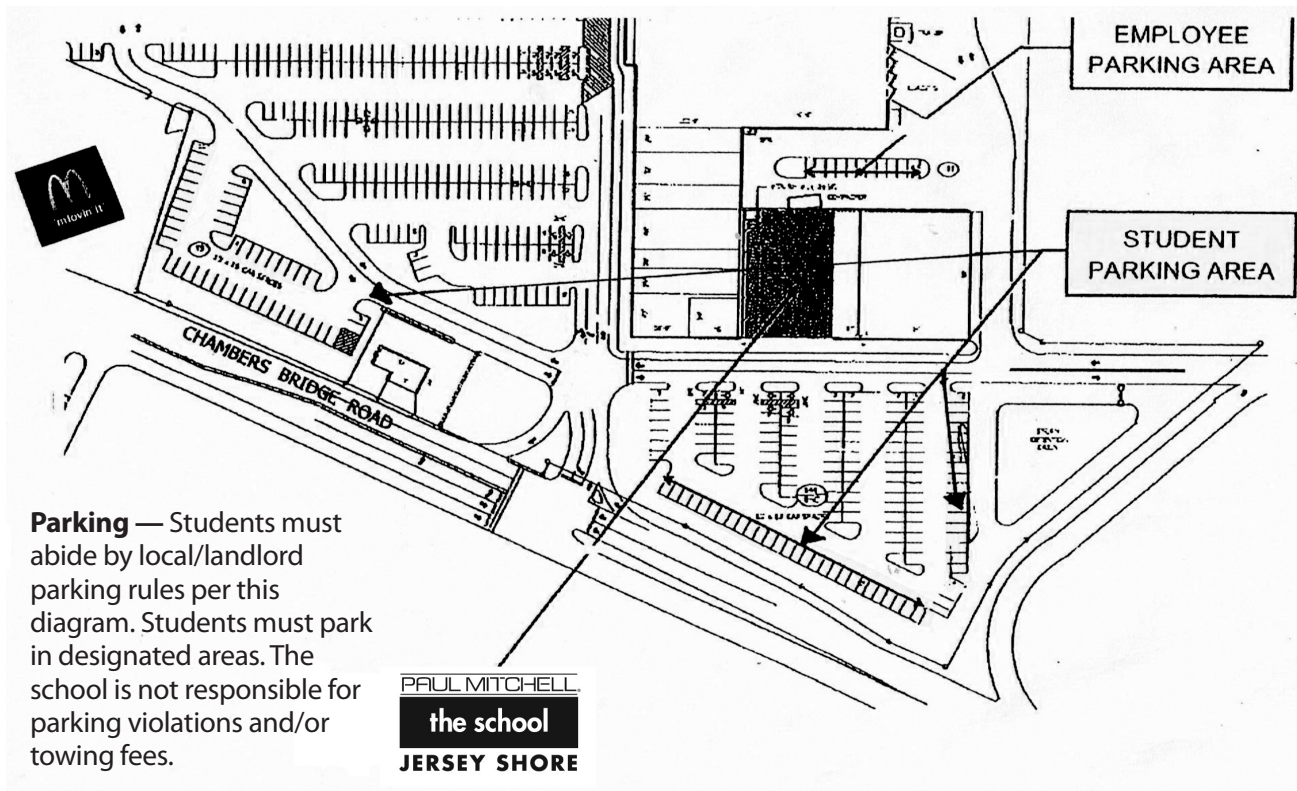 EMPLOYEE
PARKING AREA
STUDENT
PARKING AREA
i'm lovin' it
CHAMBERS BRIDGE ROAD
Parking — Students must
abide by local/landlord
parking rules per this
diagram. Students must park
in designated areas. The
school is not responsible for
parking violations and/or
towing fees.
PAUL MITCHELL
the school
JERSEY SHORE